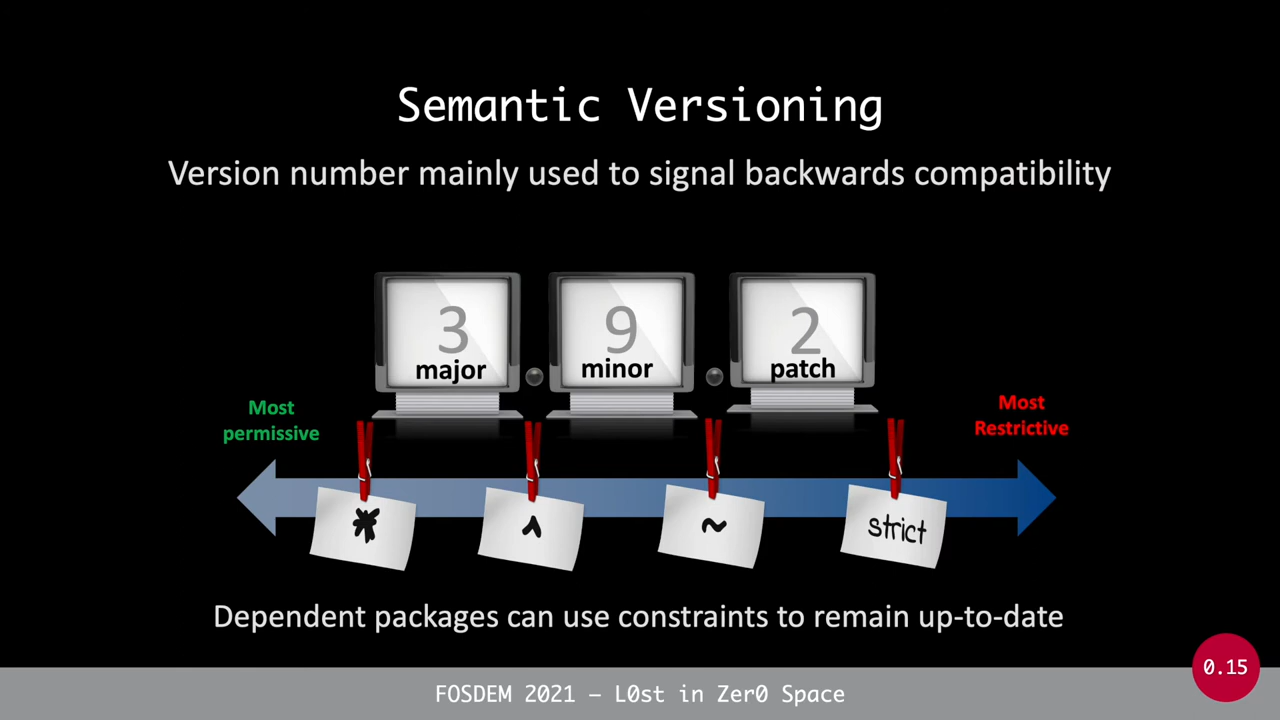 Semantic Versioning
Version number mainly used to signal backwards compatibility
3 . 9 . 2
major minor patch
Most
permissive
Most
Restrictive
* ^ ~ strict
Dependent packages can use constraints to remain up-to-date
0.15
FOSDEM 2021 – L0st in Zer0 Space